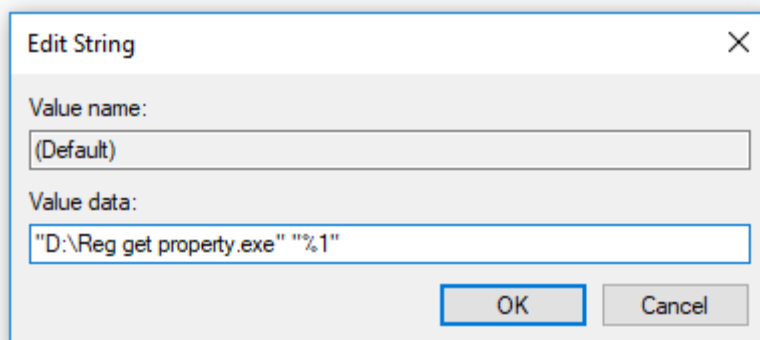 Edit String
Value name:
(Default)
Value data:
"D:\Reg get property.exe" "%1"
OK Cancel